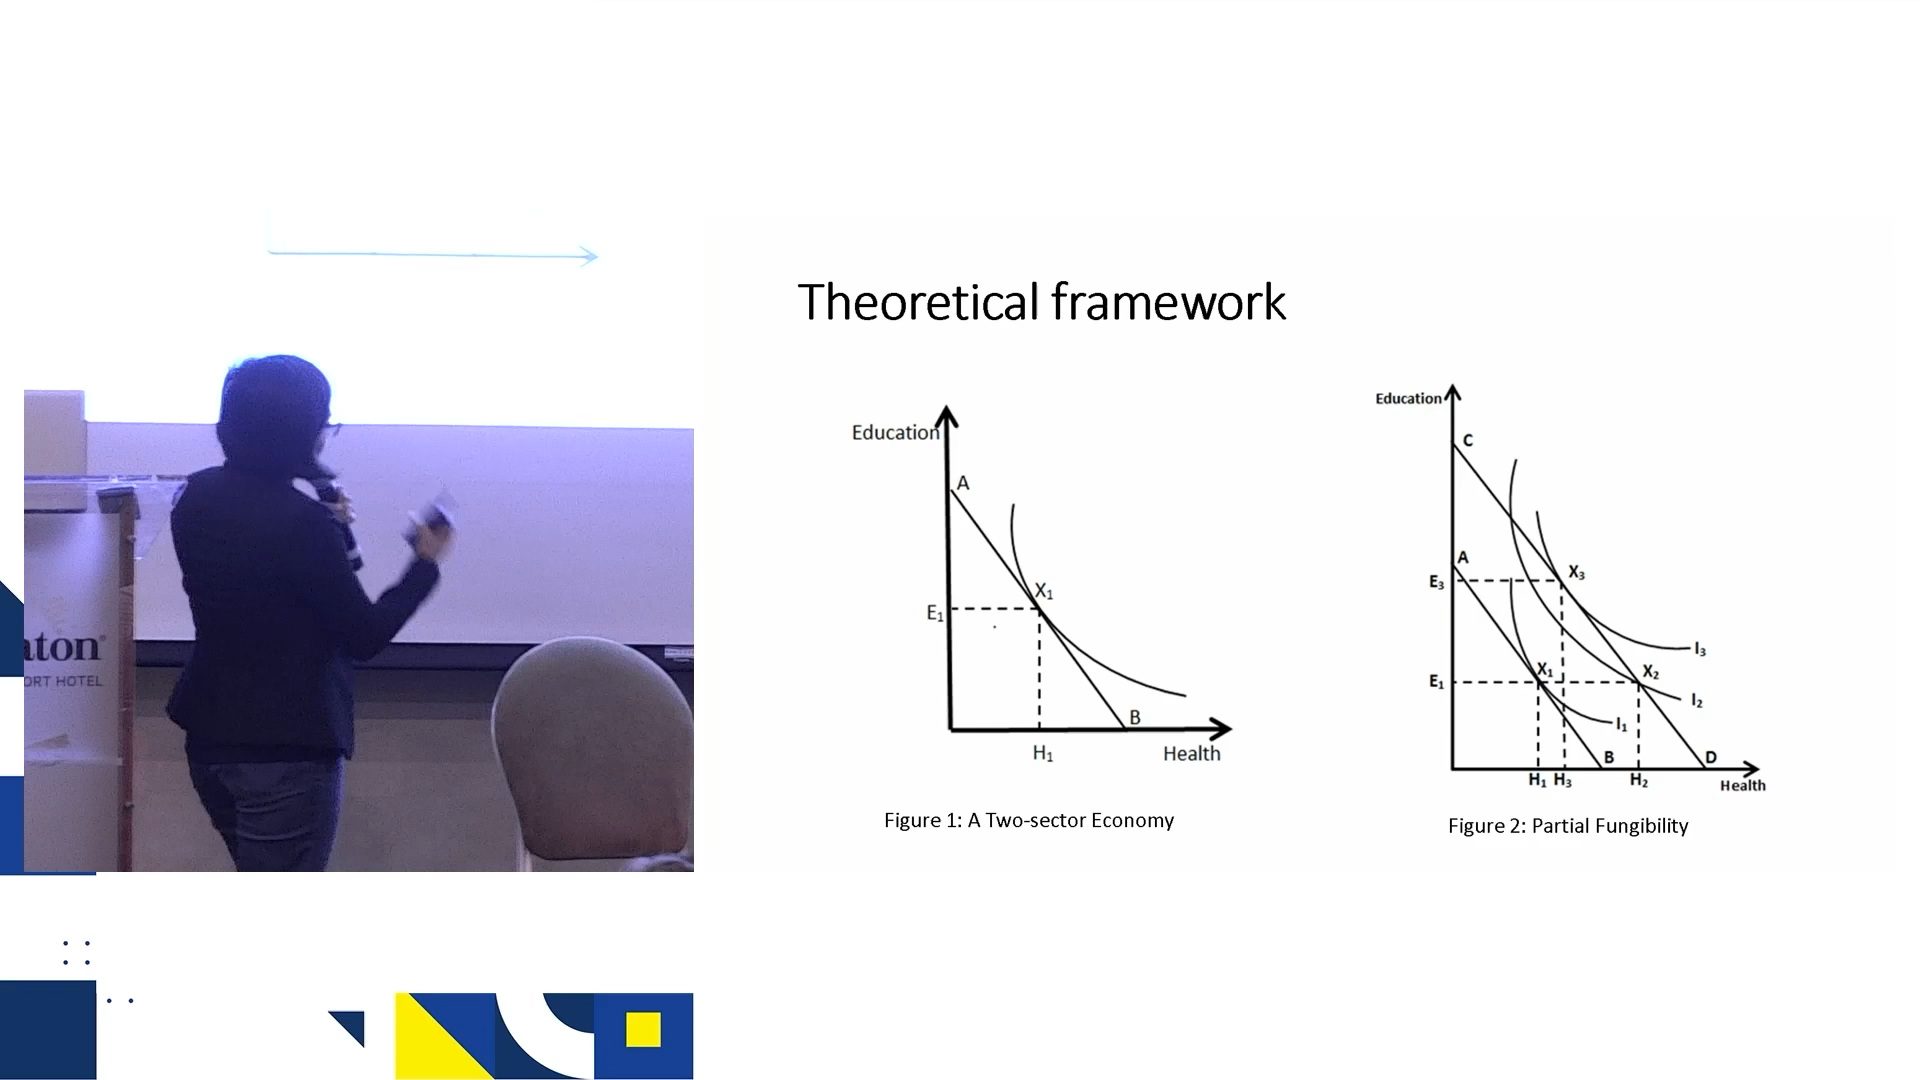 Theoretical framework
Education
A
X₁
E₁
B
H₁
Health
Figure 1: A Two-sector Economy
Education
C
A
E₃
X₃
I₃
E₁
X₁
X₂
I₂
I₁
B
D
H₁ H₃
H₂
Health
Figure 2: Partial Fungibility
aton
ORT HOTEL